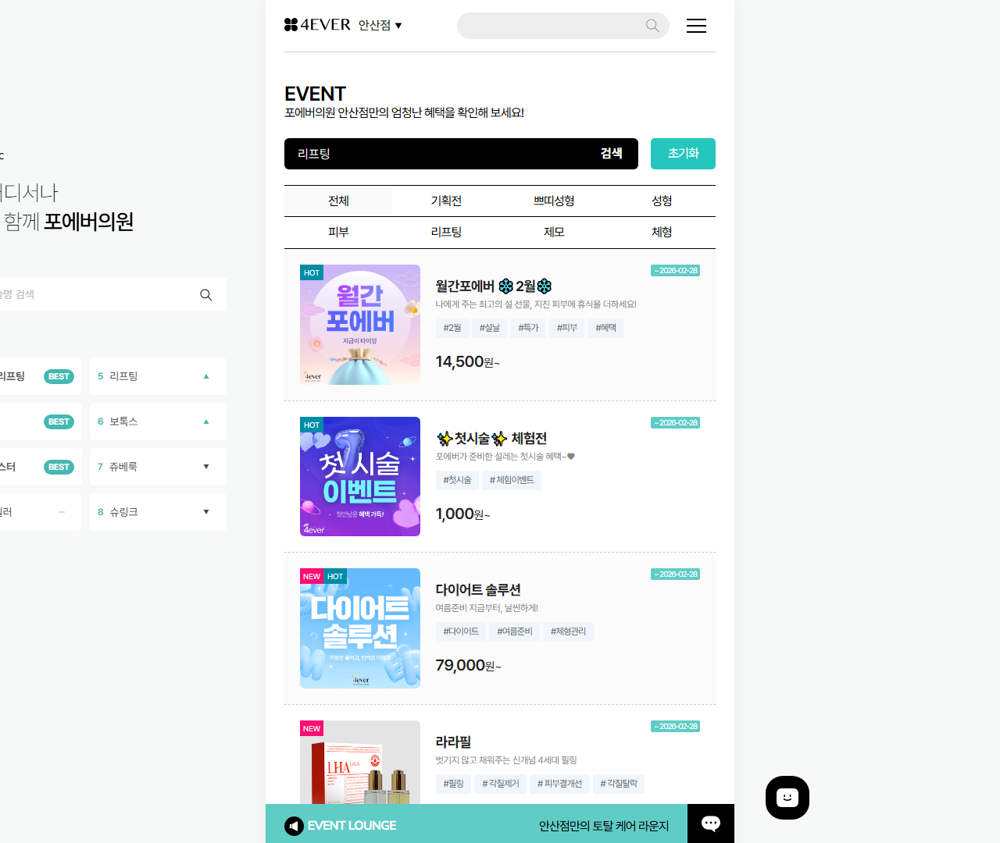 4EVER 안산점 ▼
EVENT
포에버의원 안산점만의 엄청난 혜택을 확인해 보세요!
리프팅 검색 초기화
전체 기획전 쁘띠성형 성형
피부 리프팅 제모 체형
HOT
월간
포에버
지금이 타이밍
4ever
~2026-02-28
월간포에버 2월
나에게 주는 최고의 설 선물, 지친 피부에 휴식을 더하세요!
#2월 #설날 #특가 #피부 #혜택
14,500원~
HOT
첫 시술
이벤트
첫만남은 혜택 가득!
4ever
~2026-02-28
첫시술 체험전
포에버가 준비한 설레는 첫시술 혜택~♥
#첫시술 # 체험이벤트
1,000원~
NEW HOT
다이어트
솔루션
지방은 줄이고, 탄력은 더하고
4ever
~2026-02-28
다이어트 솔루션
여름준비 지금부터, 날씬하게!
#다이어트 #여름준비 #체형관리
79,000원~
NEW
LHA LALA
~2026-02-28
라라필
벗기지 않고 채워주는 신개념 4세대 필링
#필링 # 각질제거 # 피부결개선 # 각질탈락
EVENT LOUNGE 안산점만의 토탈 케어 라운지
디서나
함께 포에버의원
술명 검색
리프팅 BEST
BEST
스터 BEST
필러 –
5 리프팅 ▲
6 보톡스 ▲
7 쥬베룩 ▼
8 슈링크 ▼